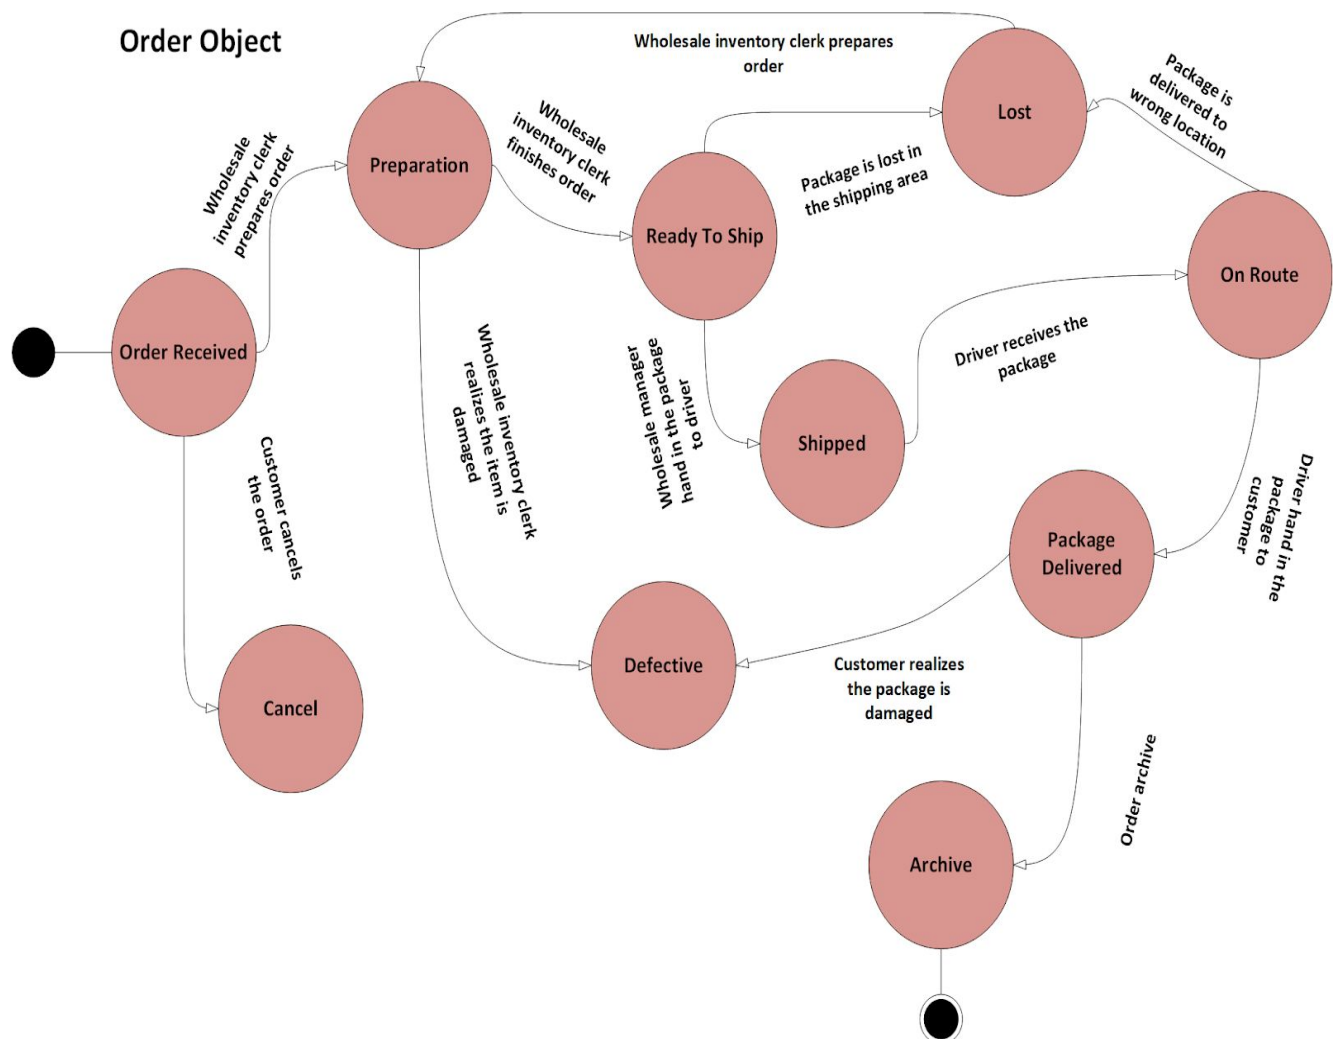 Order Object
Wholesale inventory clerk prepares
order
Lost
Package is
delivered to
wrong location
Preparation
Wholesale
inventory clerk
prepares order
Wholesale
inventory clerk
finishes order
Package is lost in
the shipping area
Ready To Ship
On Route
Order Received
Driver receives the
package
Wholesale inventory clerk
realizes the item is
damaged
Wholesale manager
hand in the package
to driver
Shipped
Customer cancels
the order
Driver hand in the
package to
customer
Package
Delivered
Defective
Customer realizes
the package is
damaged
Cancel
Order archive
Archive